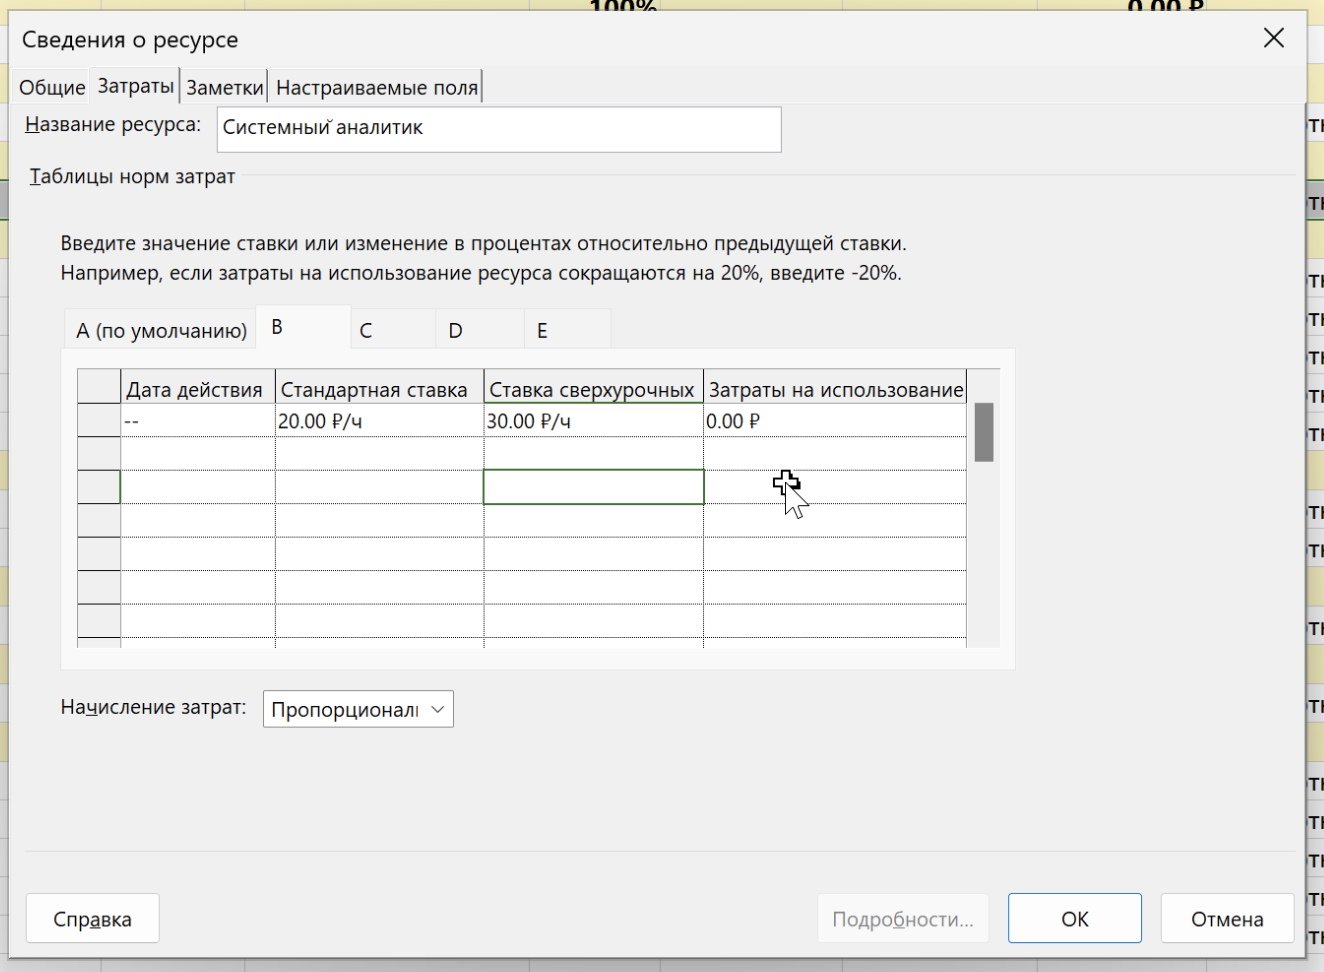 100%
0.00 ₽
Сведения о ресурсе
Общие
Затраты
Заметки
Настраиваемые поля
Название ресурса:
Системный аналитик
Таблицы норм затрат
Введите значение ставки или изменение в процентах относительно предыдущей ставки.
Например, если затраты на использование ресурса сокращаются на 20%, введите -20%.
A (по умолчанию)
B
C
D
E
Дата действия
Стандартная ставка
Ставка сверхурочных
Затраты на использование
--
20.00 ₽/ч
30.00 ₽/ч
0.00 ₽
Начисление затрат:
Пропорционал
Справка
Подробности...
ОК
Отмена